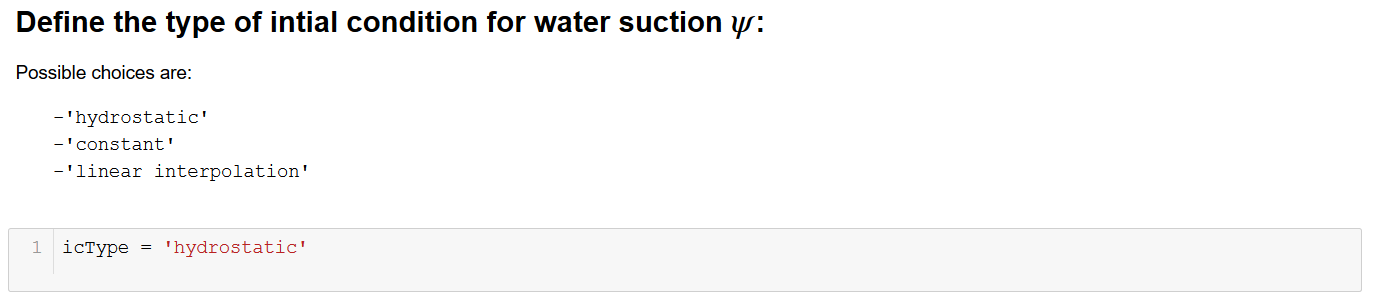 Define the type of intial condition for water suction ψ:
Possible choices are:
-'hydrostatic'
-'constant'
-'linear interpolation'
1 icType = 'hydrostatic'